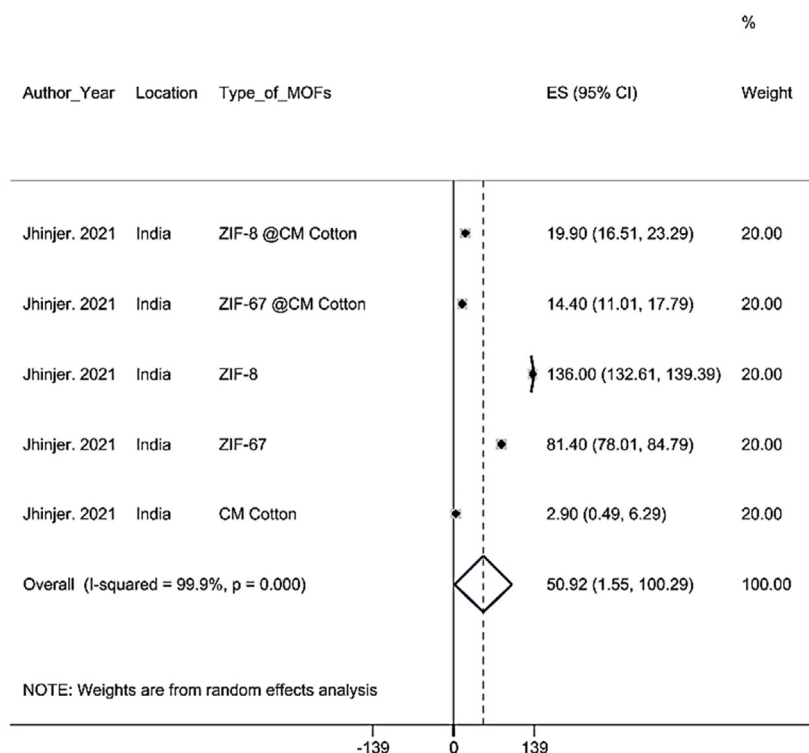 %
Author_Year Location Type_of_MOFs ES (95% CI) Weight
Jhinjer. 2021 India ZIF-8 @CM Cotton 19.90 (16.51, 23.29) 20.00
Jhinjer. 2021 India ZIF-67 @CM Cotton 14.40 (11.01, 17.79) 20.00
Jhinjer. 2021 India ZIF-8 136.00 (132.61, 139.39) 20.00
Jhinjer. 2021 India ZIF-67 81.40 (78.01, 84.79) 20.00
Jhinjer. 2021 India CM Cotton 2.90 (0.49, 6.29) 20.00
Overall (I-squared = 99.9%, p = 0.000) 50.92 (1.55, 100.29) 100.00
NOTE: Weights are from random effects analysis
-139 0 139